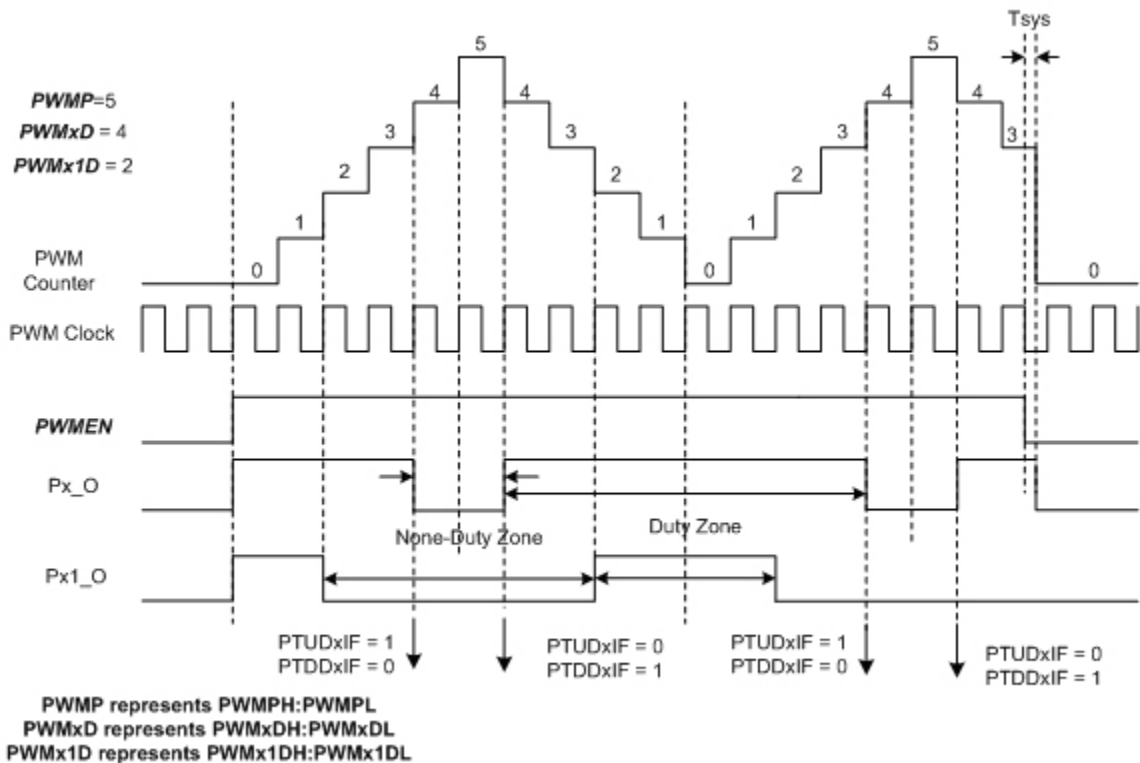 Tsys
5 5
PWMP=5 4 4 4 4
PWMxD = 4 3 3 3 3
PWMx1D = 2 2 2 2
1 1 1
PWM
Counter 0 0 0
PWM Clock
PWMEN
Px_O
None-Duty Zone Duty Zone
Px1_O
PTUDxIF = 1 PTUDxIF = 0 PTUDxIF = 1 PTUDxIF = 0
PTDDxIF = 0 PTDDxIF = 1 PTDDxIF = 0 PTDDxIF = 1
PWMP represents PWMPH:PWMPL
PWMxD represents PWMxDH:PWMxDL
PWMx1D represents PWMx1DH:PWMx1DL